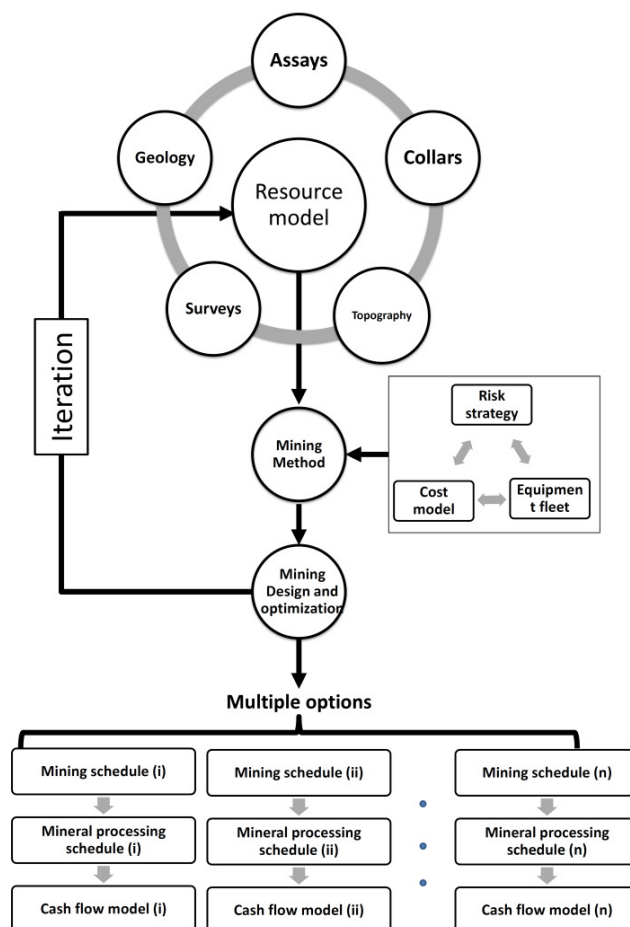 Assays
Geology
Collars
Resource
model
Surveys
Topography
Iteration
Risk
strategy
Mining
Method
Cost
model
Equipmen
t fleet
Mining
Design and
optimization
Multiple options
Mining schedule (i)
Mining schedule (ii)
Mining schedule (n)
Mineral processing
schedule (i)
Mineral processing
schedule (ii)
Mineral processing
schedule (n)
Cash flow model (i)
Cash flow model (ii)
Cash flow model (n)